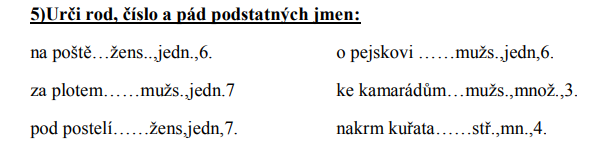 5)Urči rod, číslo a pád podstatných jmen:
na poště…žens..,jedn.,6.
o pejskovi ……mužs.,jedn,6.
za plotem……mužs.,jedn.7
ke kamarádům…mužs.,množ.,3.
pod postelí……žens,jedn,7.
nakrm kuřata……stř.,mn.,4.